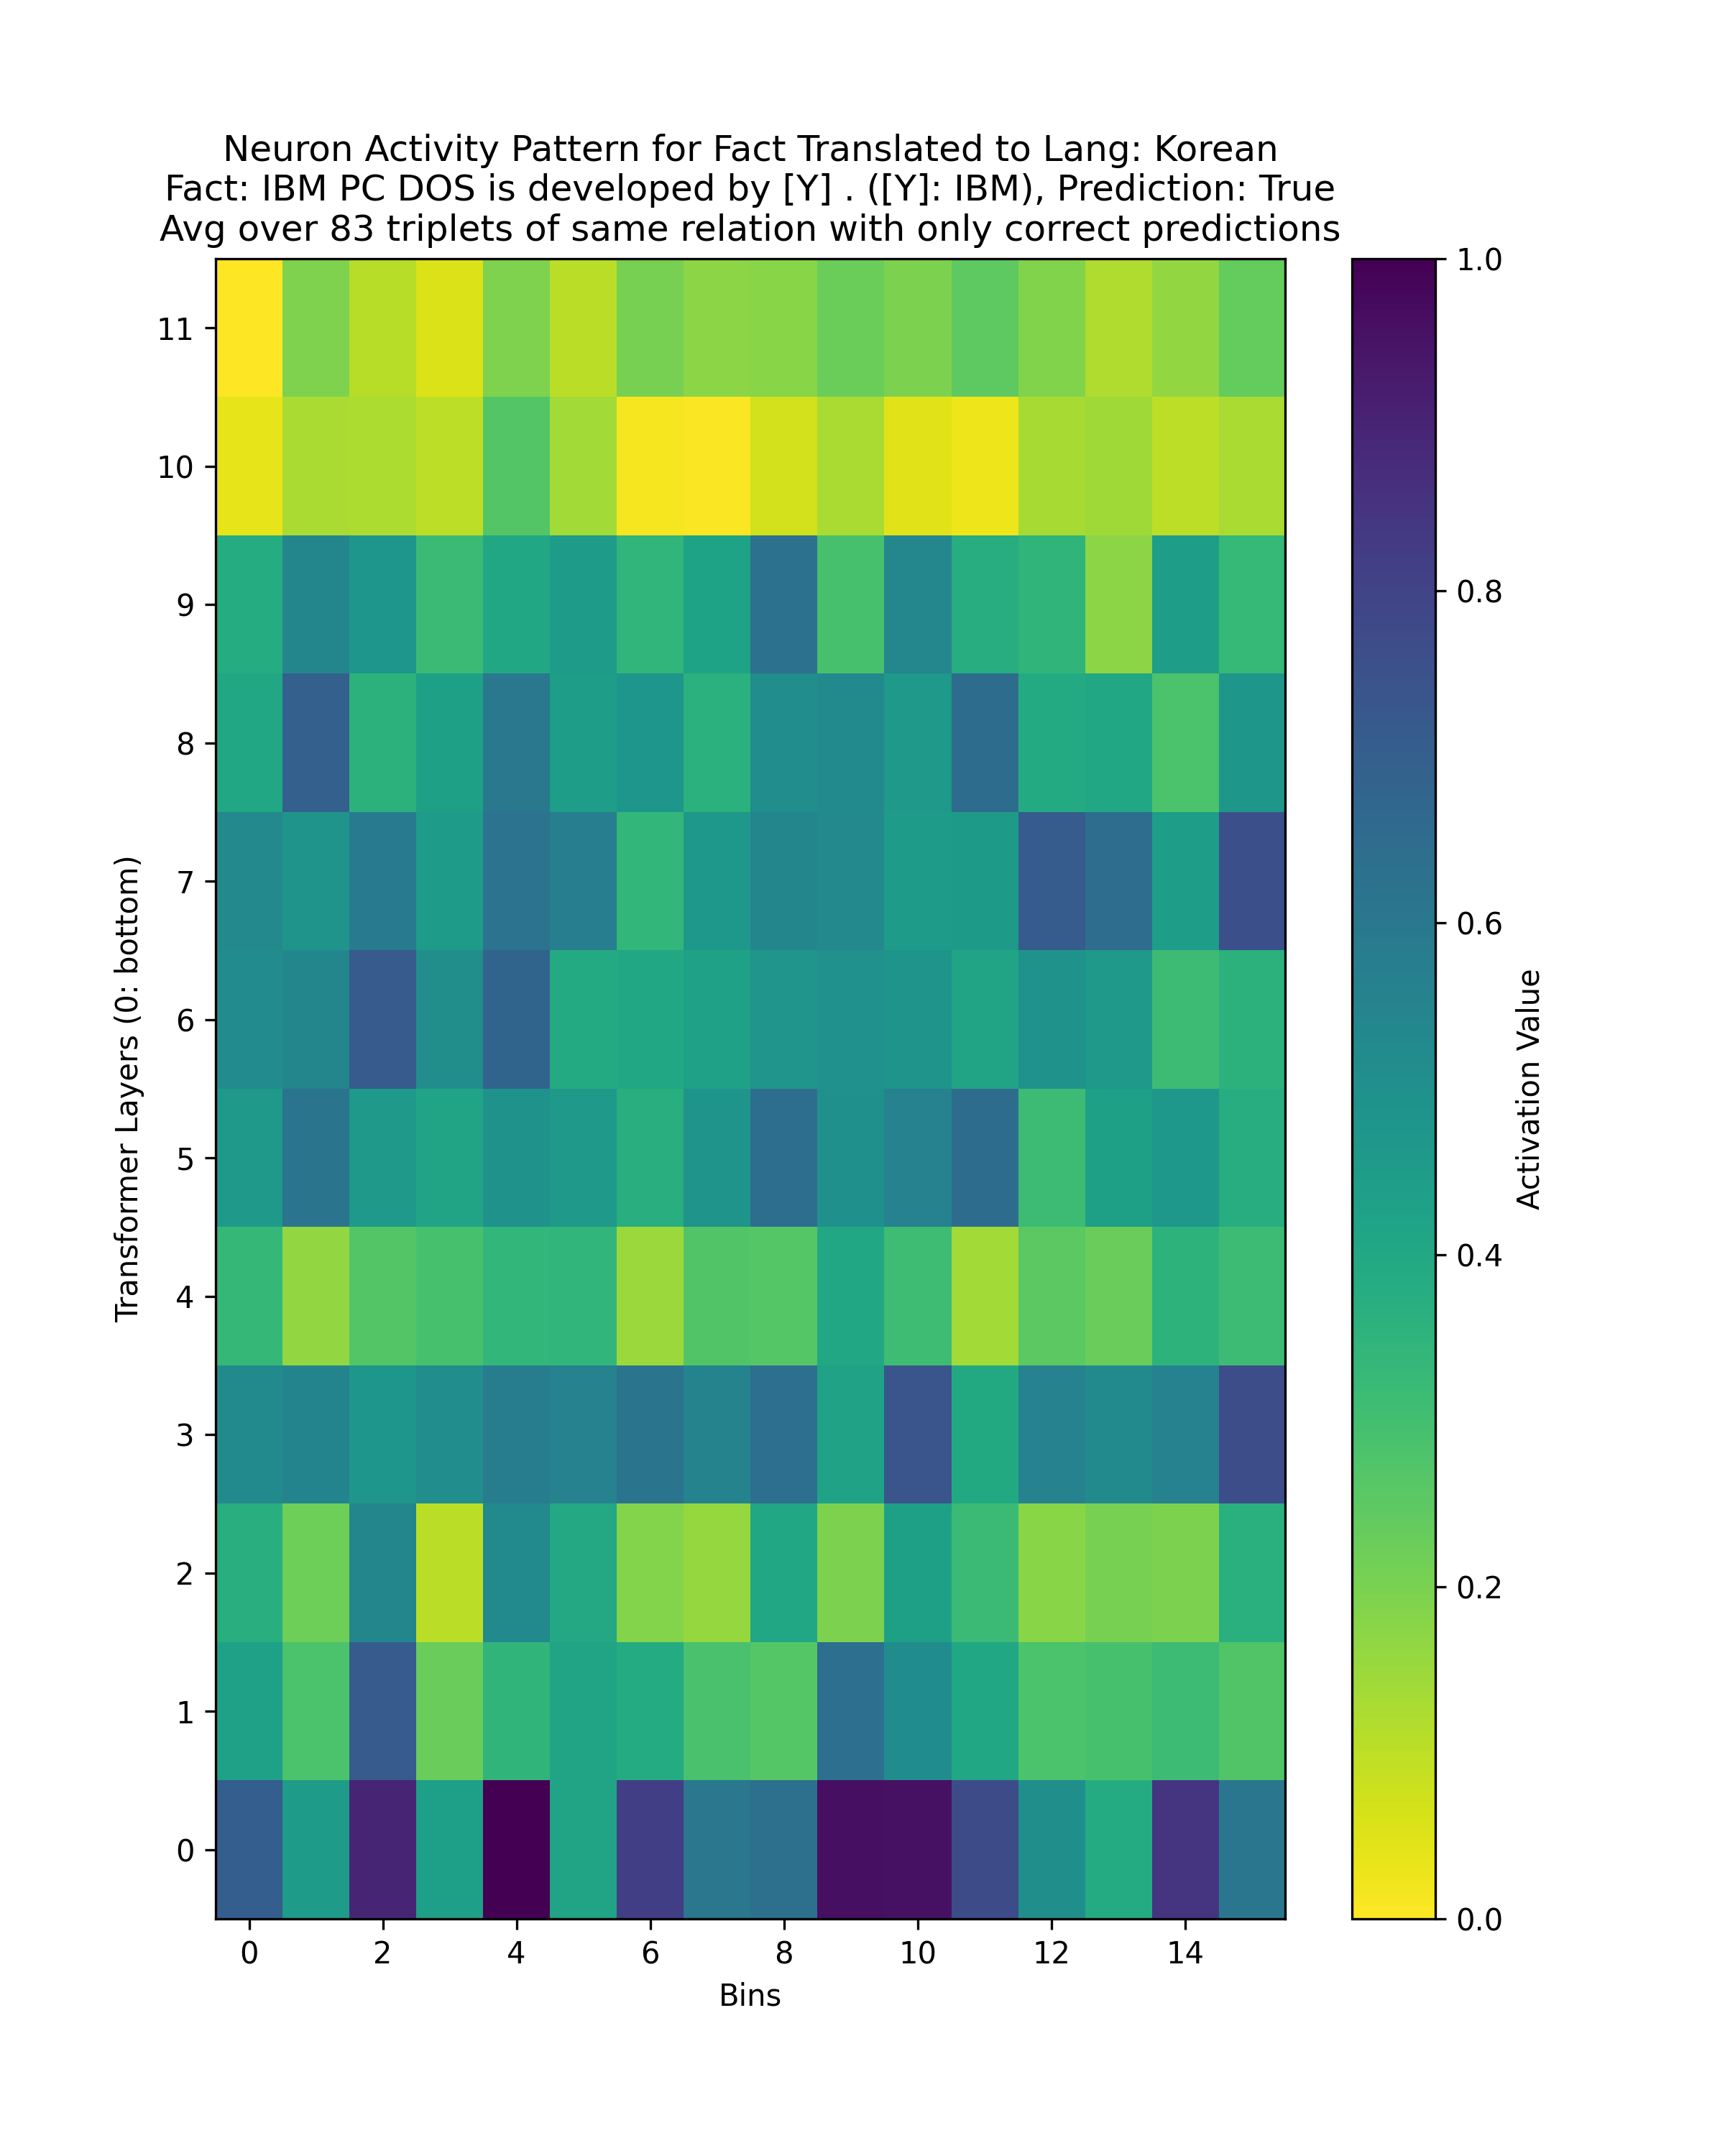 Neuron Activity Pattern for Fact Translated to Lang: Korean
Fact: IBM PC DOS is developed by [Y] . ([Y]: IBM), Prediction: True
Avg over 83 triplets of same relation with only correct predictions
Transformer Layers (0: bottom)
11
10
9
8
7
6
5
4
3
2
1
0
0 2 4 6 8 10 12 14
Bins
1.0
0.8
0.6
0.4
0.2
0.0
Activation Value